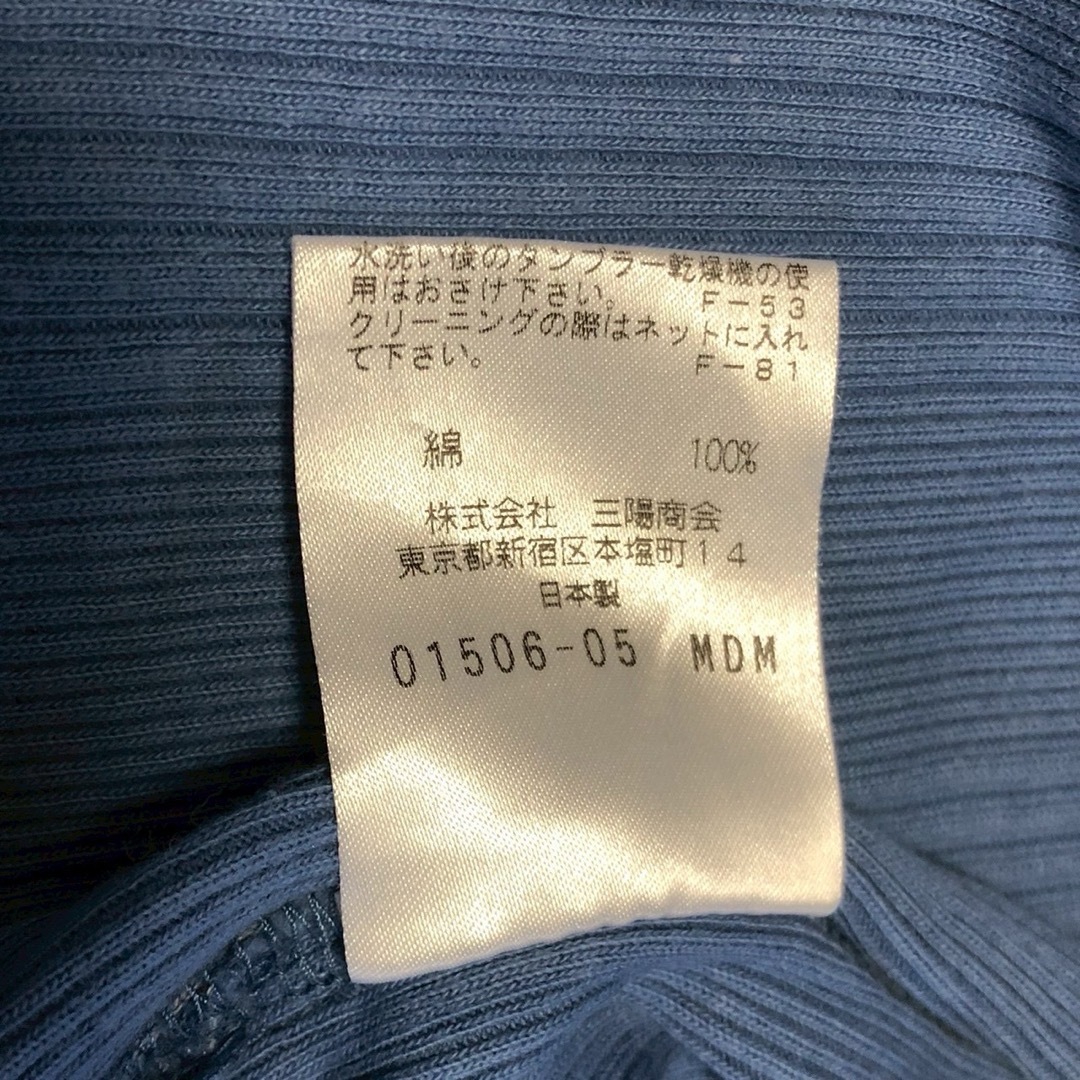 水洗い後のタンブラー乾燥機の使
用はおさけ下さい。 F-53
クリーニングの際はネットに入れ
て下さい。 F-81
綿 100%
株式会社 三陽商会
東京都新宿区本塩町14
日本製
01506-05 MDM